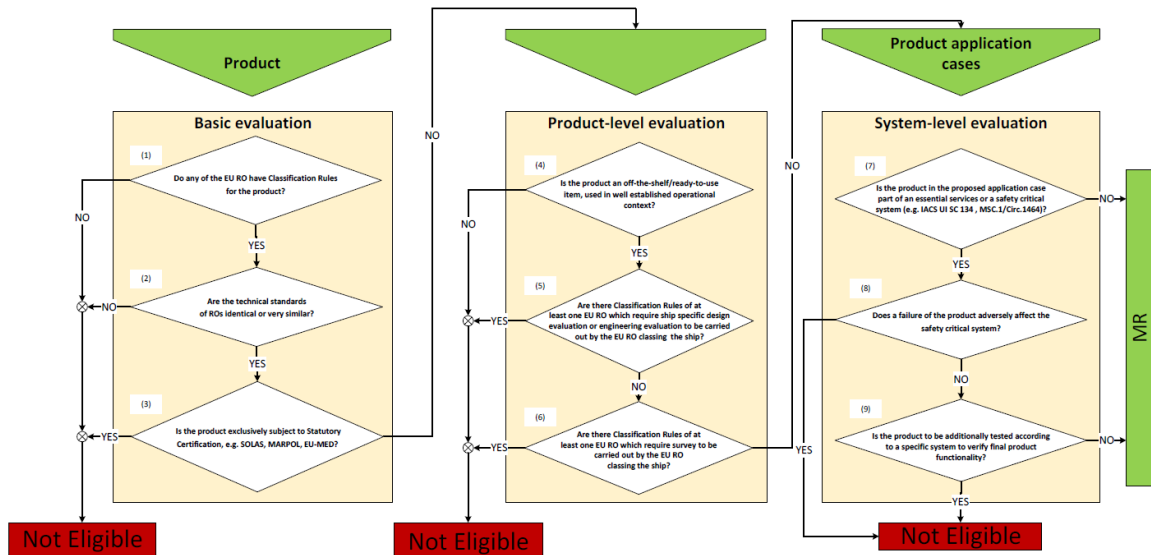 Product
Basic evaluation
(1)
Do any of the EU RO have Classification Rules
for the product?
NO
YES
(2)
Are the technical standards
of ROs identical or very similar?
NO
YES
(3)
Is the product exclusively subject to Statutory
Certification, e.g. SOLAS, MARPOL, EU-MED?
YES
NO
Not Eligible
Product-level evaluation
(4)
Is the product an off-the-shelf/ready-to-use
item, used in well established operational
context?
NO
YES
(5)
Are there Classification Rules of at
least one EU RO which require ship specific design
evaluation or engineering evaluation to be carried
out by the EU RO classing the ship?
YES
NO
(6)
Are there Classification Rules of at
least one EU RO which require survey to be
carried out by the EU RO
classing the ship?
YES
NO
Not Eligible
Product application
cases
System-level evaluation
(7)
Is the product in the proposed application case
part of an essential services or a safety critical
system (e.g. IACS UI SC 134 , MSC.1/Circ.1464)?
NO
YES
(8)
Does a failure of the product adversely affect the
safety critical system?
YES
NO
(9)
Is the product to be additionally tested according
to a specific system to verify final product
functionality?
NO
YES
Not Eligible
MR